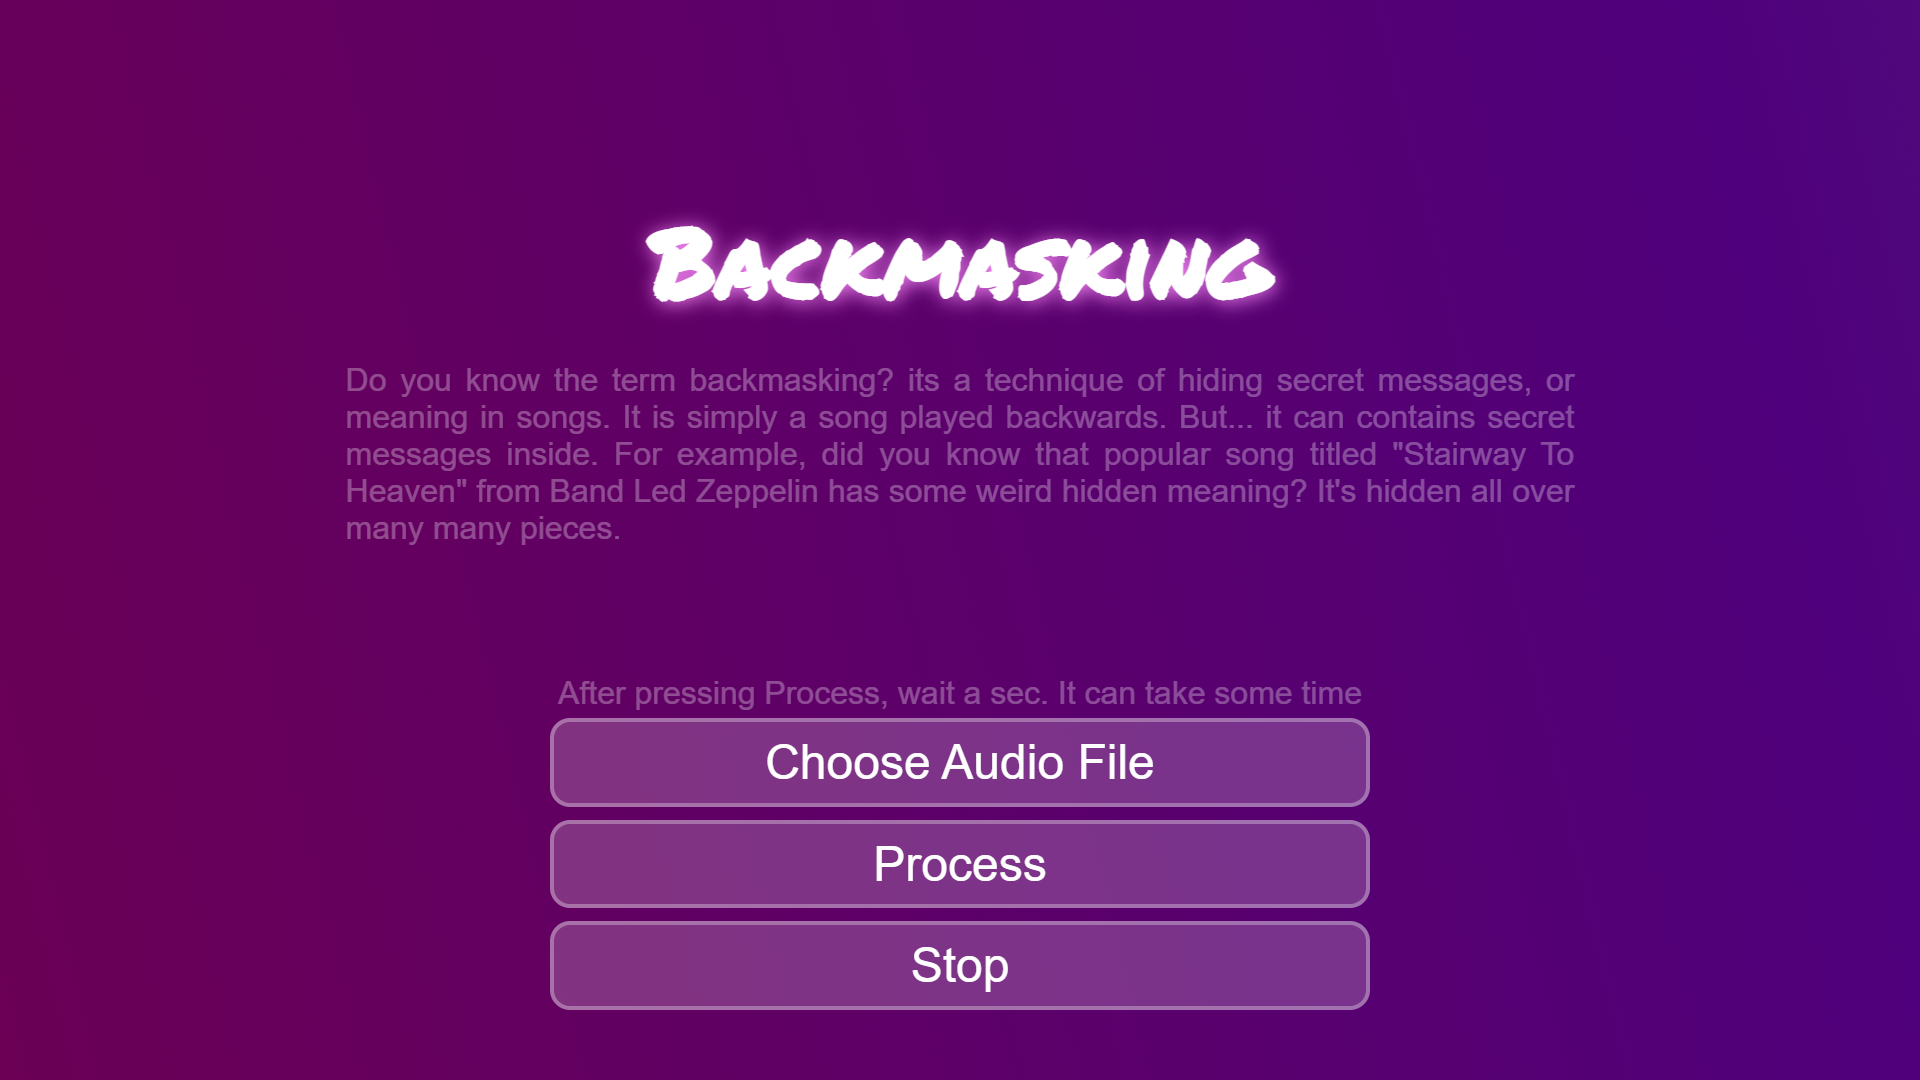 Backmasking
Do you know the term backmasking? its a technique of hiding secret messages, or
meaning in songs. It is simply a song played backwards. But... it can contains secret
messages inside. For example, did you know that popular song titled "Stairway To
Heaven" from Band Led Zeppelin has some weird hidden meaning? It's hidden all over
many many pieces.
After pressing Process, wait a sec. It can take some time
Choose Audio File
Process
Stop